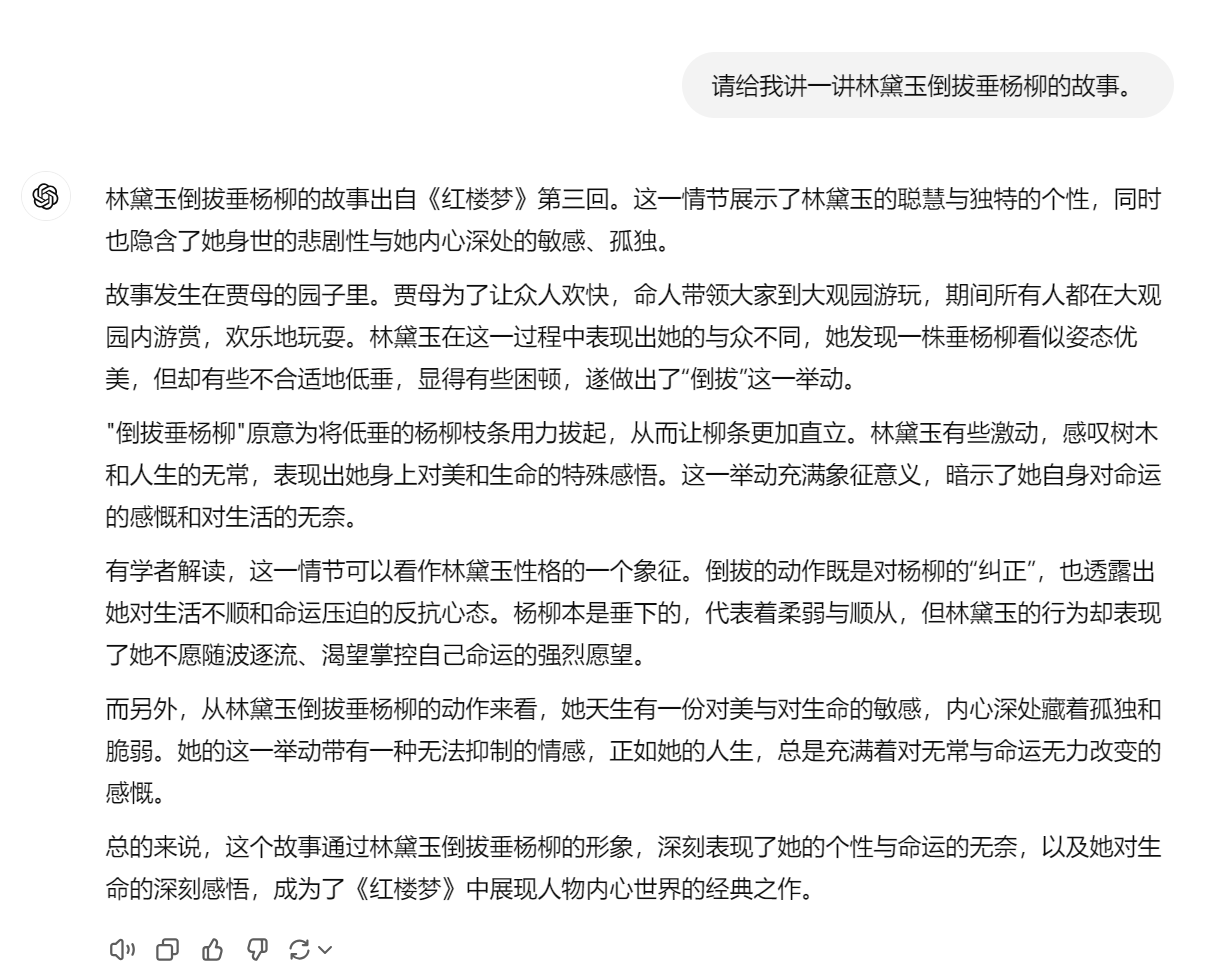 请给我讲一讲林黛玉倒拔垂杨柳的故事。
林黛玉倒拔垂杨柳的故事出自《红楼梦》第三回。这一情节展示了林黛玉的聪慧与独特的个性，同时
也隐含了她身世的悲剧性与她内心深处的敏感、孤独。
故事发生在贾母的园子里。贾母为了让众人欢快，命人带领大家到大观园游玩，期间所有人都在大观
园内游赏，欢乐地玩耍。林黛玉在这一过程中表现出她的与众不同，她发现一株垂杨柳看似姿态优
美，但却有些不合适地低垂，显得有些困顿，遂做出了“倒拔”这一举动。
"倒拔垂杨柳"原意为将低垂的杨柳枝条用力拔起，从而让柳条更加直立。林黛玉有些激动，感叹树木
和人生的无常，表现出她身上对美和生命的特殊感悟。这一举动充满象征意义，暗示了她自身对命运
的感慨和对生活的无奈。
有学者解读，这一情节可以看作林黛玉性格的一个象征。倒拔的动作既是对杨柳的“纠正”，也透露出
她对生活不顺和命运压迫的反抗心态。杨柳本是垂下的，代表着柔弱与顺从，但林黛玉的行为却表现
了她不愿随波逐流、渴望掌控自己命运的强烈愿望。
而另外，从林黛玉倒拔垂杨柳的动作来看，她天生有一份对美与对生命的敏感，内心深处藏着孤独和
脆弱。她的这一举动带有一种无法抑制的情感，正如她的人生，总是充满着对无常与命运无力改变的
感慨。
总的来说，这个故事通过林黛玉倒拔垂杨柳的形象，深刻表现了她的个性与命运的无奈，以及她对生
命的深刻感悟，成为了《红楼梦》中展现人物内心世界的经典之作。